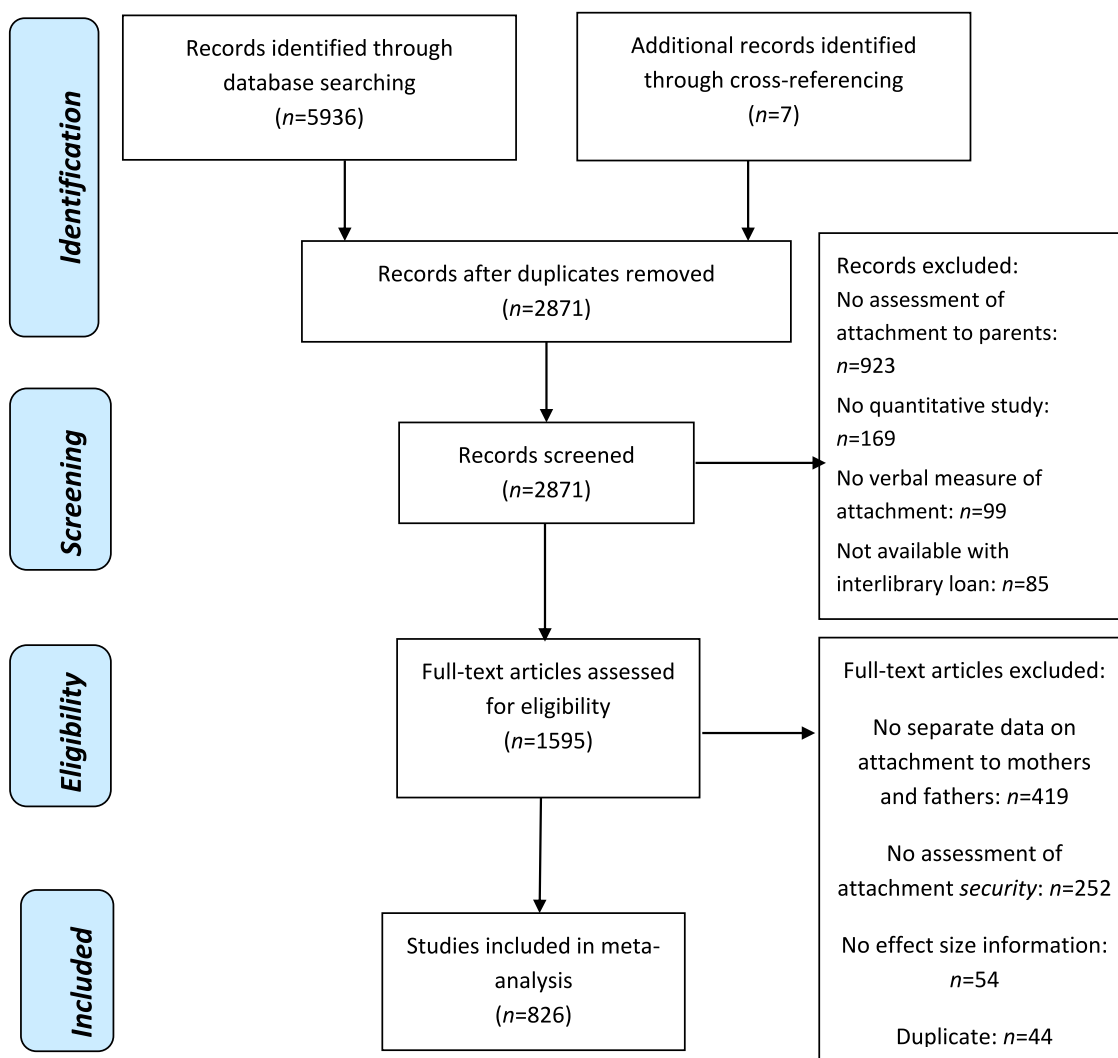 Identification
Records identified through
database searching
(n=5936)
Additional records identified
through cross-referencing
(n=7)
Records after duplicates removed
(n=2871)
Records excluded:
No assessment of
attachment to parents:
n=923
No quantitative study:
n=169
No verbal measure of
attachment: n=99
Not available with
interlibrary loan: n=85
Screening
Records screened
(n=2871)
Eligibility
Full-text articles assessed
for eligibility
(n=1595)
Full-text articles excluded:
No separate data on
attachment to mothers
and fathers: n=419
No assessment of
attachment security: n=252
No effect size information:
n=54
Duplicate: n=44
Included
Studies included in meta-
analysis
(n=826)